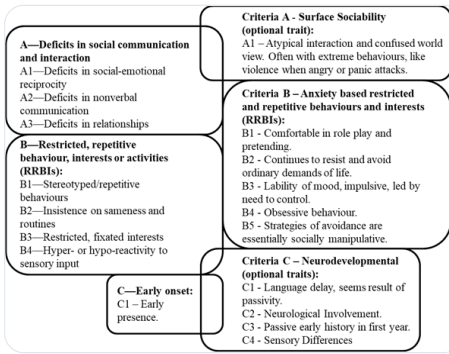 A—Deficits in social communication
and interaction
A1—Deficits in social-emotional
reciprocity
A2—Deficits in nonverbal
communication
A3—Deficits in relationships
B—Restricted, repetitive
behaviour, interests or activities
(RRBIs):
B1—Stereotyped/repetitive
behaviours
B2—Insistence on sameness and
routines
B3—Restricted, fixated interests
B4—Hyper- or hypo-reactivity to
sensory input
C—Early onset:
C1 – Early
presence.
Criteria A - Surface Sociability
(optional trait):
A1 – Atypical interaction and confused world
view. Often with extreme behaviours, like
violence when angry or panic attacks.
Criteria B – Anxiety based restricted
and repetitive behaviours and interests
(RRBIs):
B1 - Comfortable in role play and
pretending.
B2 - Continues to resist and avoid
ordinary demands of life.
B3 - Lability of mood, impulsive, led by
need to control.
B4 - Obsessive behaviour.
B5 - Strategies of avoidance are
essentially socially manipulative.
Criteria C – Neurodevelopmental
(optional traits):
C1 - Language delay, seems result of
passivity.
C2 - Neurological Involvement.
C3 - Passive early history in first year.
C4 - Sensory Differences